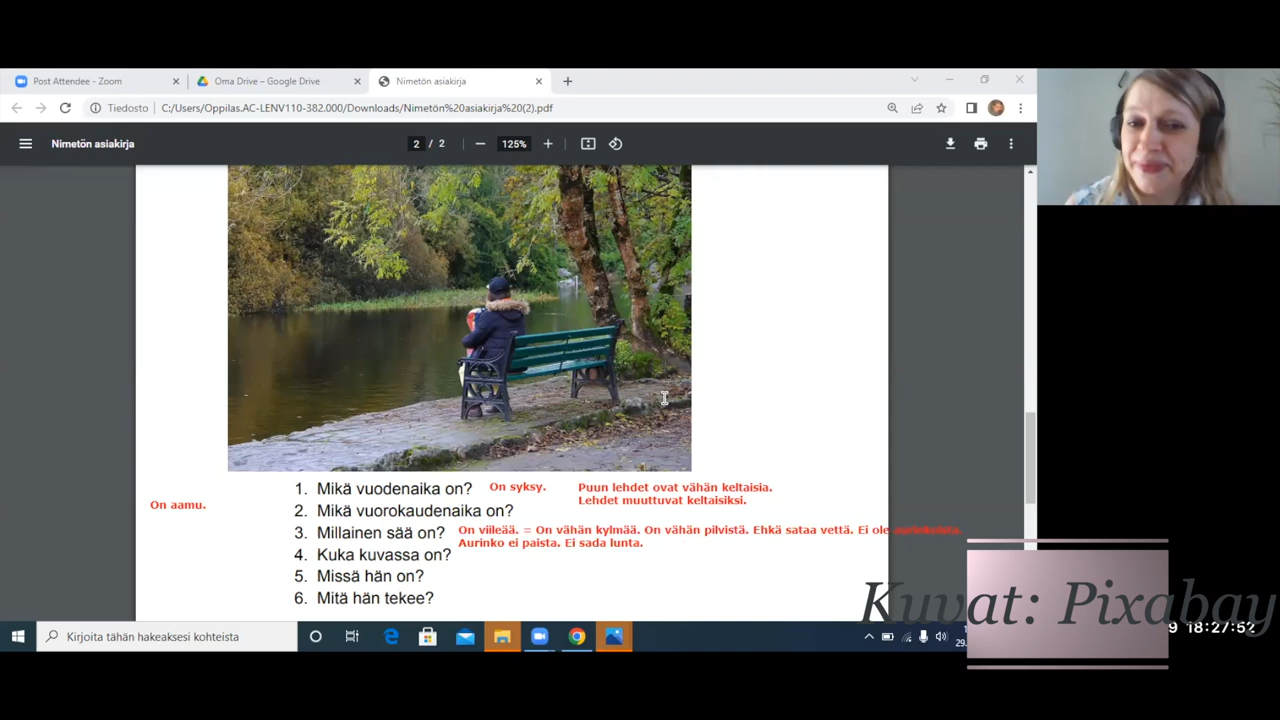 Post Attendee - Zoom
Oma Drive – Google Drive
Nimetön asiakirja
Tiedosto
C:/Users/Oppilas.AC-LENV110-382.000/Downloads/Nimetön%20asiakirja%20(2).pdf
Nimetön asiakirja
2 / 2
125%
1. Mikä vuodenaika on? On syksy. Puun lehdet ovat vähän keltaisia.
Lehdet muuttuvat keltaisiksi.
On aamu.
2. Mikä vuorokaudenaika on?
3. Millainen sää on? On viileää. = On vähän kylmää. On vähän pilvistä. Ehkä sataa vettä. Ei ole aurinkoista.
Aurinko ei paista. Ei sada lunta.
4. Kuka kuvassa on?
5. Missä hän on?
6. Mitä hän tekee?
Kuvat: Pixabay
Kirjoita tähän hakeaksesi kohteista
18:27:52
29.